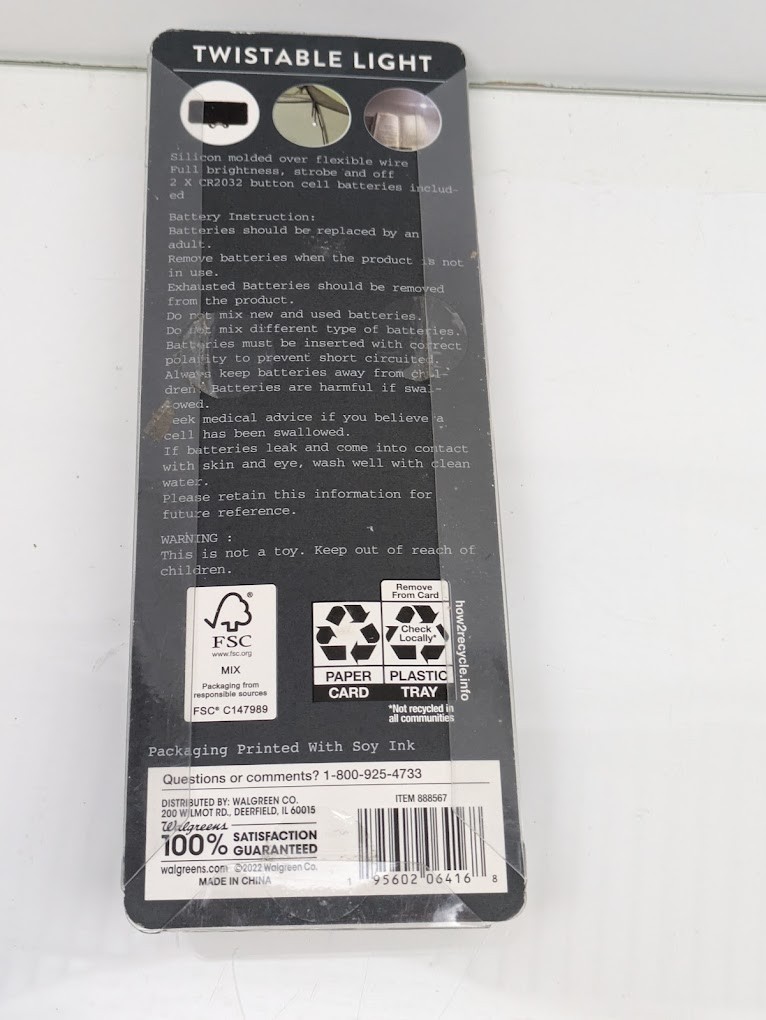 TWISTABLE LIGHT
Silicon molded over flexible wire
Full brightness, strobe and off
2 X CR2032 button cell batteries includ-
ed
Battery Instruction:
Batteries should be replaced by an
adult.
Remove batteries when the product is not
in use.
Exhausted Batteries should be removed
from the product.
Do not mix new and used batteries.
Do not mix different type of batteries.
Batteries must be inserted with correct
polarity to prevent short circuited.
Always keep batteries away from chil-
dren. Batteries are harmful if swal-
lowed.
Seek medical advice if you believe a
cell has been swallowed.
If batteries leak and come into contact
with skin and eye, wash well with clean
water.
Please retain this information for
future reference.
WARNING :
This is not a toy. Keep out of reach of
children.
FSC®
www.fsc.org
MIX
Packaging from
responsible sources
FSC® C147989
Remove
From Card
Check
Locally*
PAPER
CARD
PLASTIC
TRAY
*Not recycled in
all communities
how2recycle.info
Packaging Printed With Soy Ink
Questions or comments? 1-800-925-4733
DISTRIBUTED BY: WALGREEN CO.
200 WILMOT RD., DEERFIELD, IL 60015
Walgreens
100% SATISFACTION
GUARANTEED
walgreens.com ©2022 Walgreen Co.
MADE IN CHINA
ITEM 888567
1 95602 06416 8